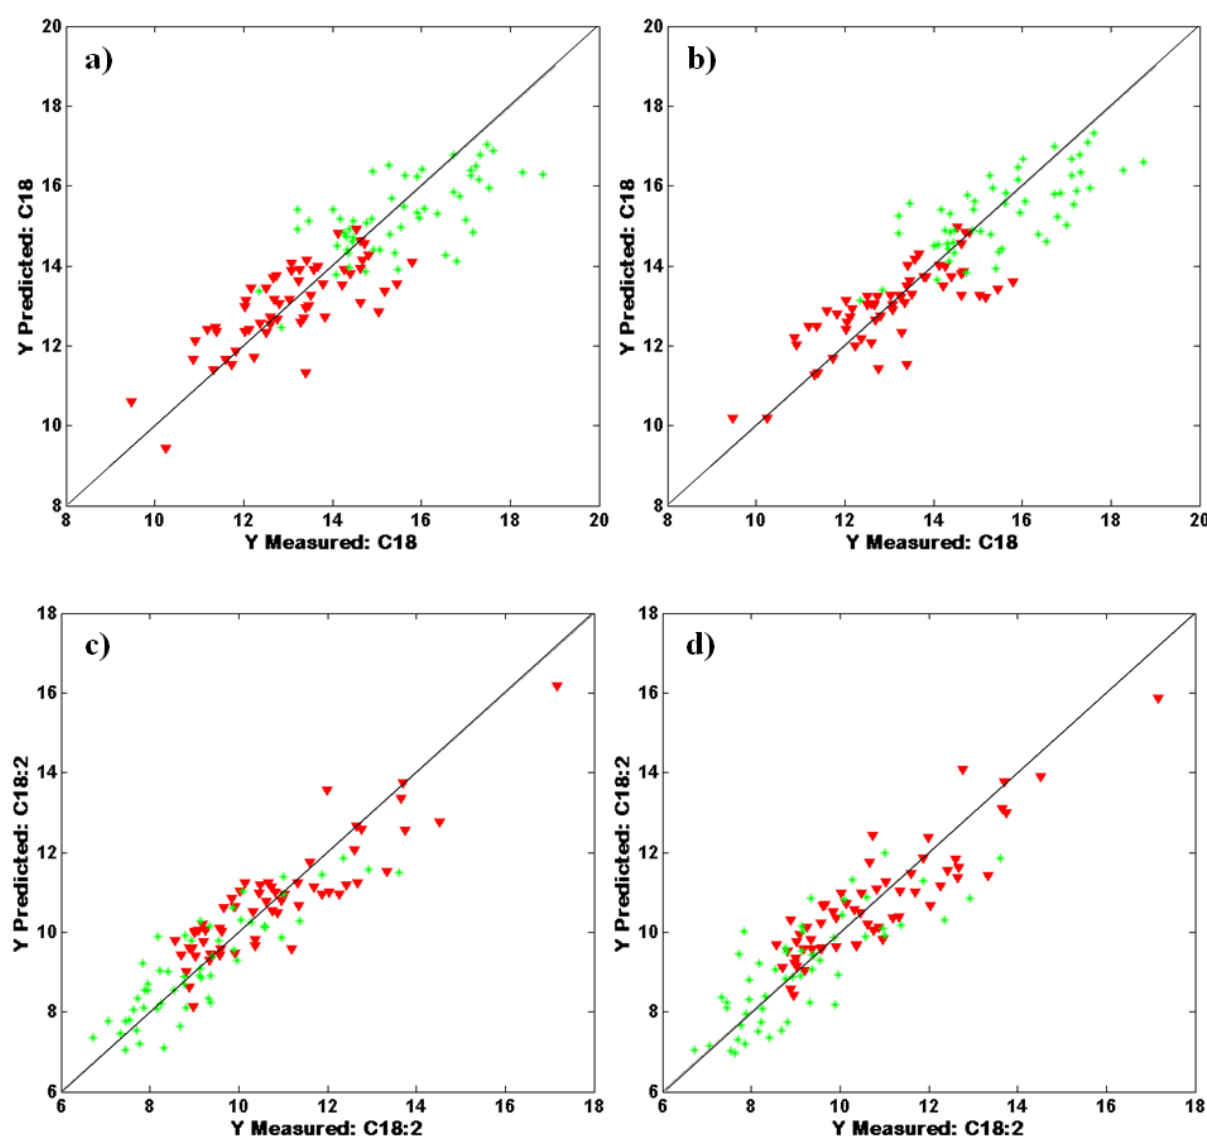 a)
20
18
16
14
12
10
8
8 10 12 14 16 18 20
Y Predicted: C18
Y Measured: C18
b)
20
18
16
14
12
10
8
8 10 12 14 16 18 20
Y Predicted: C18
Y Measured: C18
c)
18
16
14
12
10
8
6
6 8 10 12 14 16 18
Y Predicted: C18:2
Y Measured: C18:2
d)
18
16
14
12
10
8
6
6 8 10 12 14 16 18
Y Predicted: C18:2
Y Measured: C18:2